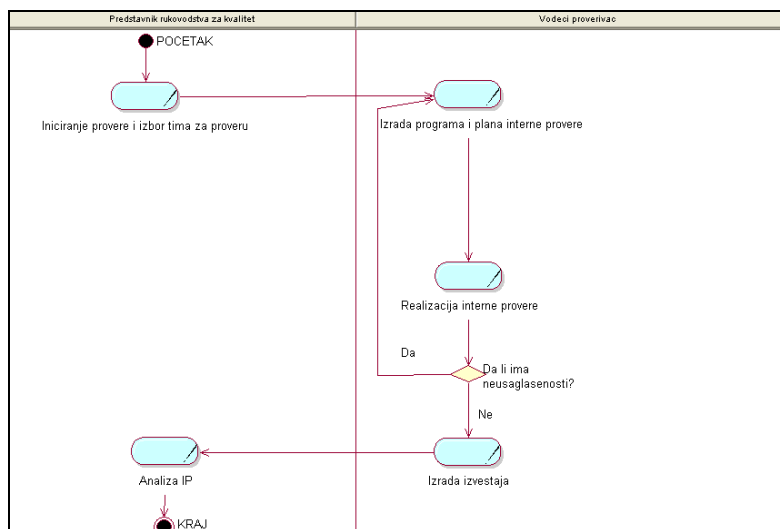 Predstavnik rukovodstva za kvalitet
Vodeci proverivac
POCETAK
Iniciranje provere i izbor tima za proveru
Izrada programa i plana interne provere
Realizacija interne provere
Da
Da li ima
neusaglasenosti?
Ne
Analiza IP
Izrada izvestaja
KRAJ